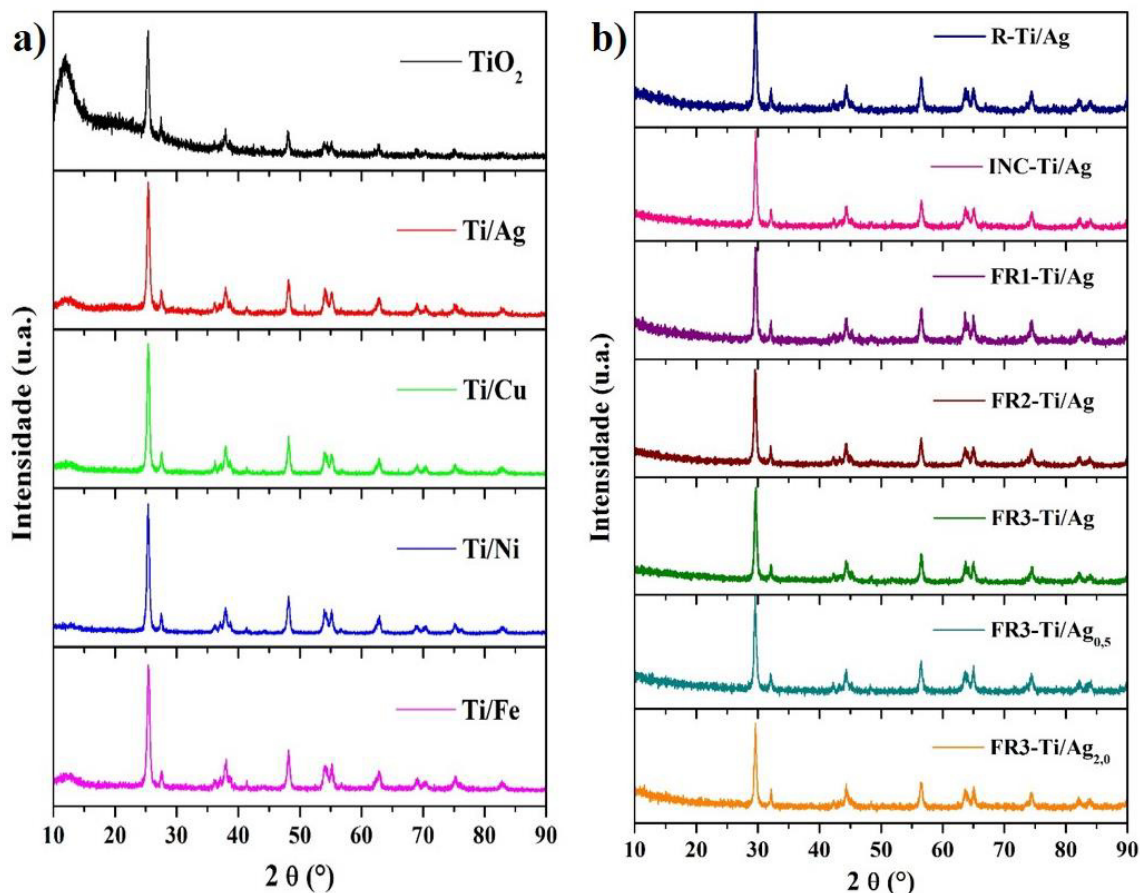 a)
TiO₂
Ti/Ag
Ti/Cu
Ti/Ni
Ti/Fe
Intensidade (u.a.)
10 20 30 40 50 60 70 80 90
2 θ (°)
b)
R-Ti/Ag
INC-Ti/Ag
FR1-Ti/Ag
FR2-Ti/Ag
FR3-Ti/Ag
FR3-Ti/Ag₀,₅
FR3-Ti/Ag₂,₀
Intensidade (u.a.)
10 20 30 40 50 60 70 80 90
2 θ (°)